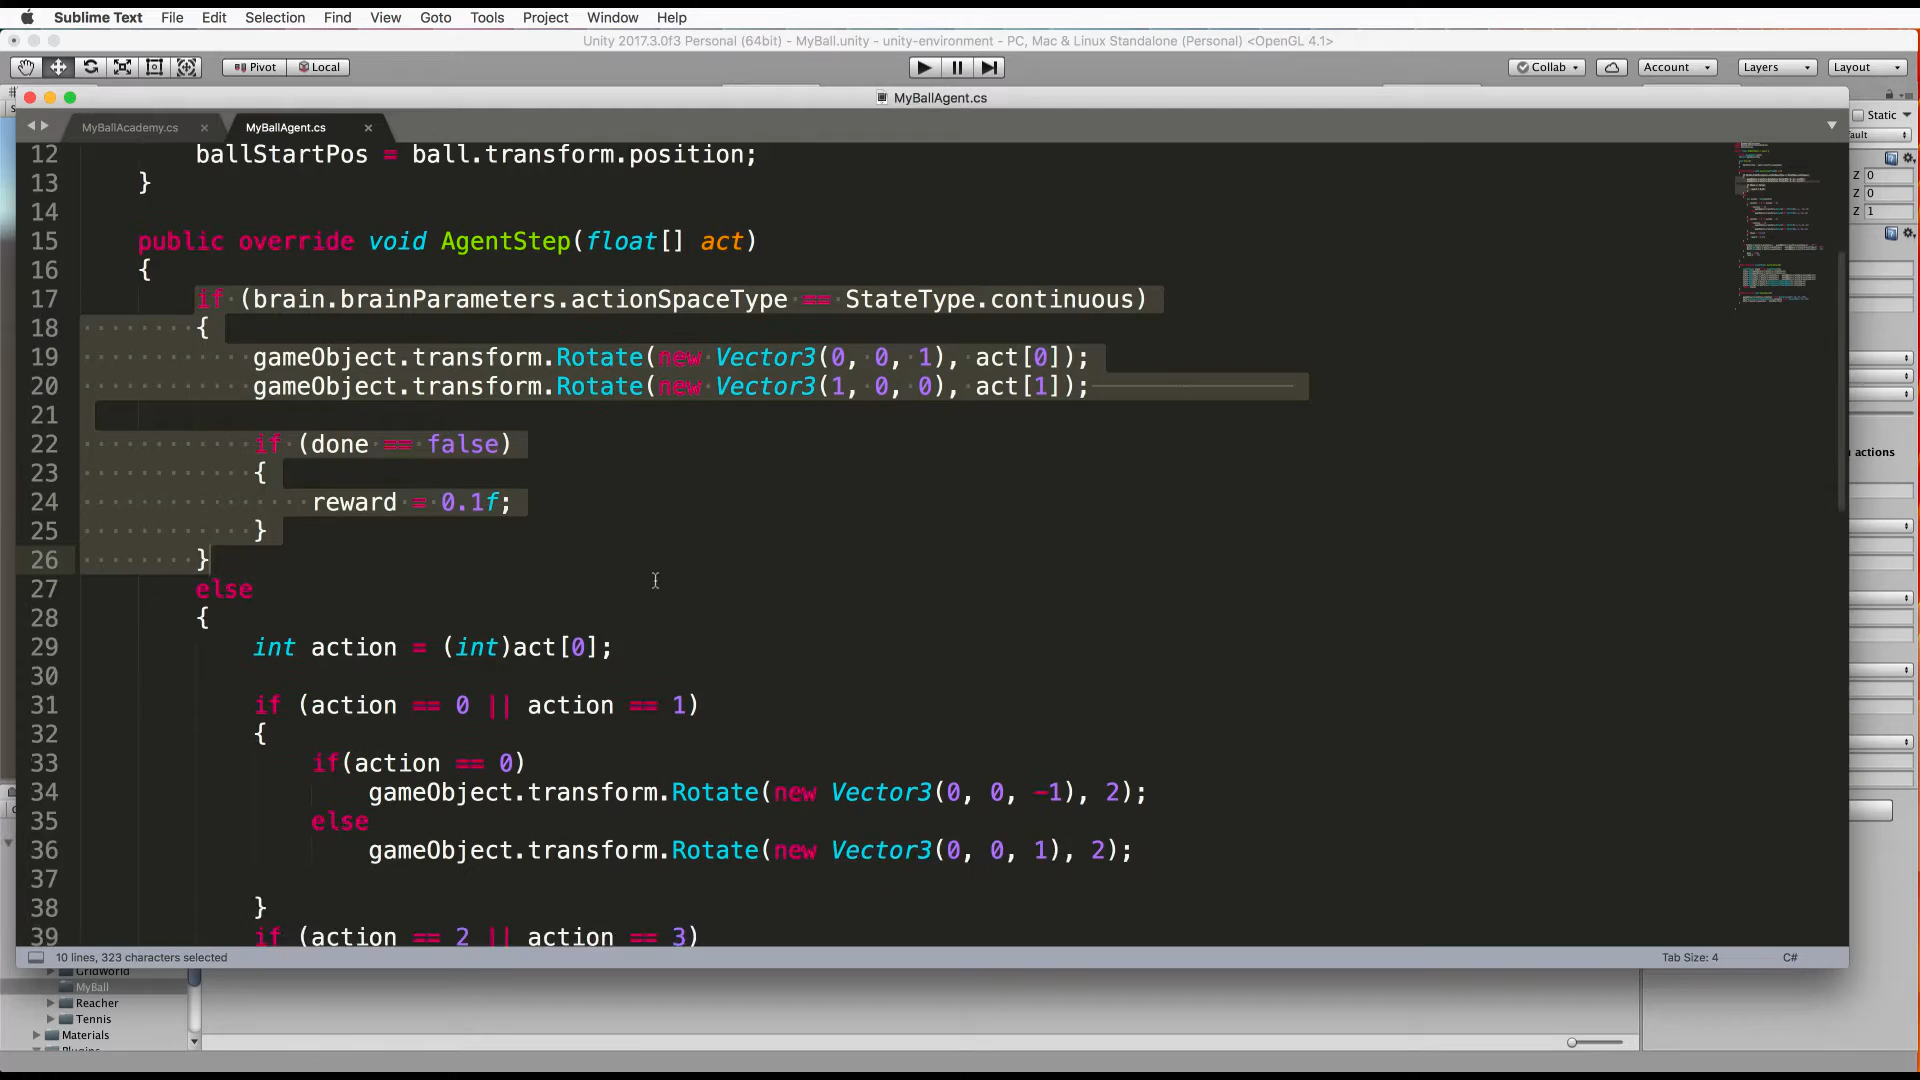 Sublime Text File Edit Selection Find View Goto Tools Project Window Help
Unity 2017.3.0f3 Personal (64bit) - MyBall.unity - unity-environment - PC, Mac & Linux Standalone (Personal) <OpenGL 4.1>
Pivot Local Collab Account Layers Layout
MyBallAgent.cs
MyBallAcademy.cs MyBallAgent.cs
Static
12 ballStartPos = ball.transform.position;
13 }
14
15 public override void AgentStep(float[] act)
16 {
17 if (brain.brainParameters.actionSpaceType == StateType.continuous)
18 {
19 gameObject.transform.Rotate(new Vector3(0, 0, 1), act[0]);
20 gameObject.transform.Rotate(new Vector3(1, 0, 0), act[1]);
21
22 if (done == false)
23 {
24 reward = 0.1f;
25 }
26 }
27 else
28 {
29 int action = (int)act[0];
30
31 if (action == 0 || action == 1)
32 {
33 if(action == 0)
34 gameObject.transform.Rotate(new Vector3(0, 0, -1), 2);
35 else
36 gameObject.transform.Rotate(new Vector3(0, 0, 1), 2);
37
38 }
39 if (action == 2 || action == 3)
Z 0
Z 0
Z 1
actions
10 lines, 323 characters selected Tab Size: 4 C#
GridWorld
MyBall
Reacher
Tennis
Materials